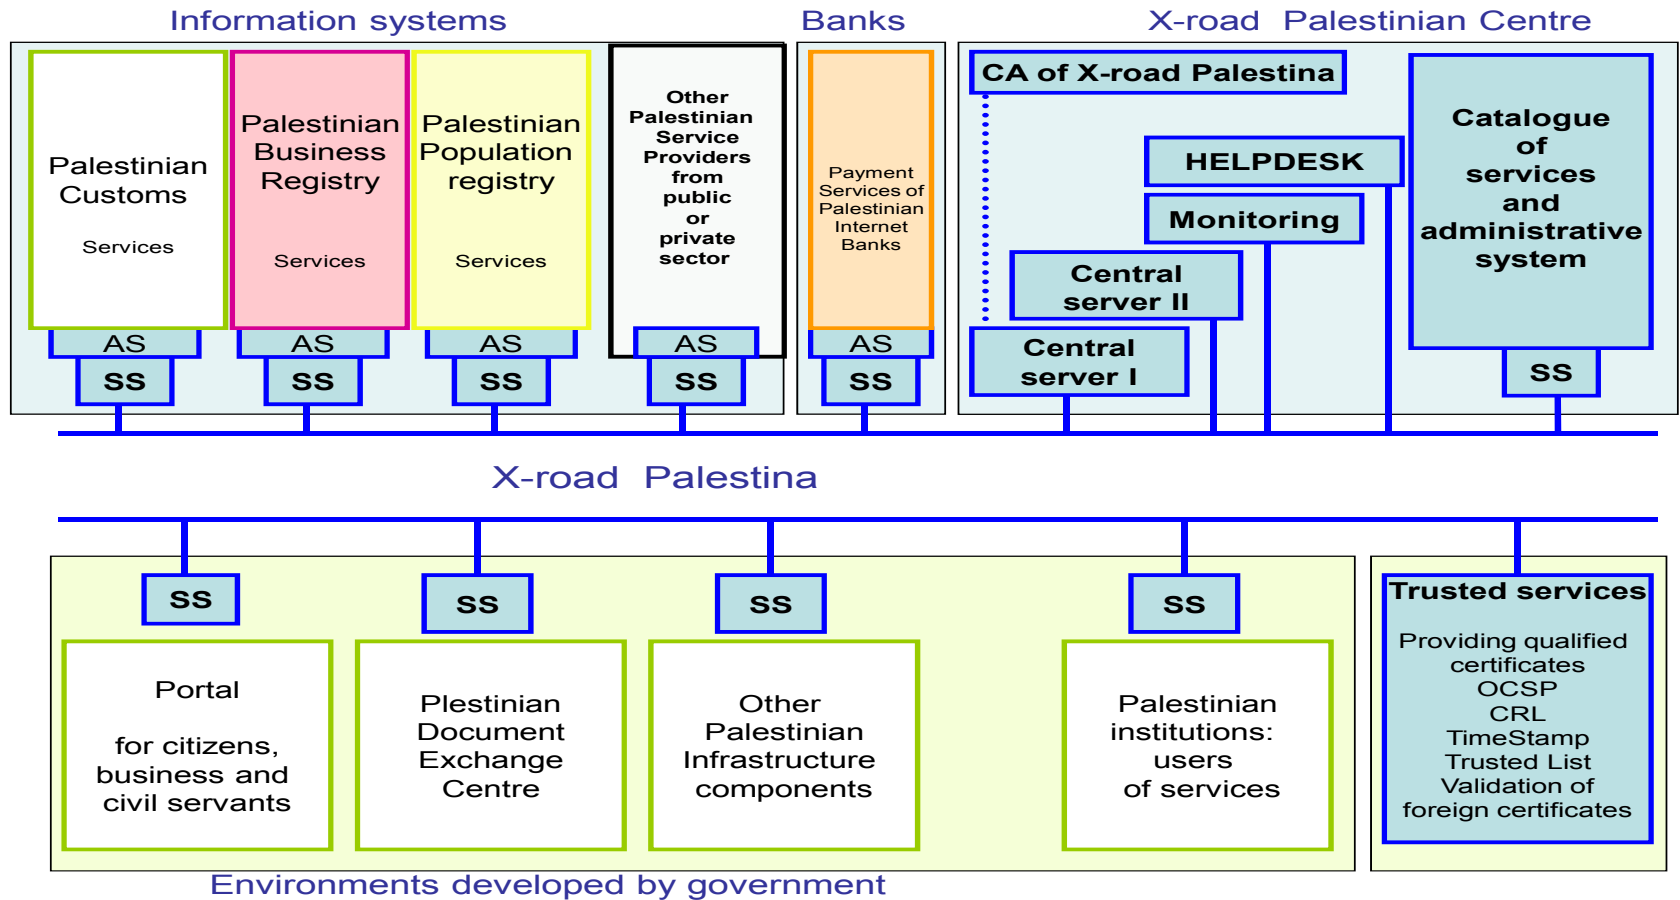 Information systems
Banks
X-road Palestinian Centre
Palestinian
Customs
Services
AS
SS
Palestinian
Business
Registry
Services
AS
SS
Palestinian
Population
registry
Services
AS
SS
Other
Palestinian
Service
Providers
from
public
or
private
sector
AS
SS
Payment
Services of
Palestinian
Internet
Banks
AS
SS
CA of X-road Palestina
HELPDESK
Monitoring
Central
server II
Central
server I
Catalogue
of
services
and
administrative
system
SS
X-road Palestina
SS
Portal
for citizens,
business and
civil servants
SS
Plestinian
Document
Exchange
Centre
SS
Other
Palestinian
Infrastructure
components
SS
Palestinian
institutions:
users
of services
Trusted services
Providing qualified
certificates
OCSP
CRL
TimeStamp
Trusted List
Validation of
foreign certificates
Environments developed by government